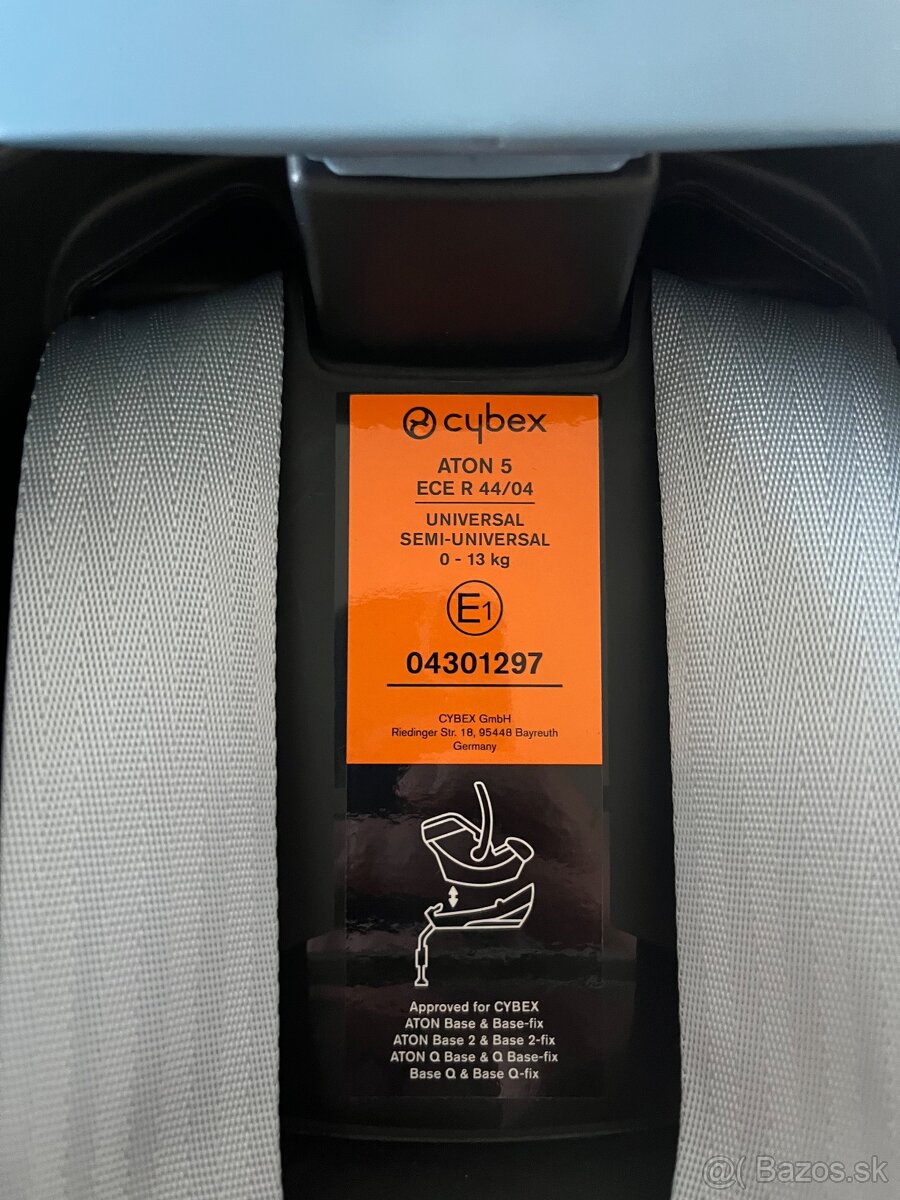 cybex
ATON 5
ECE R 44/04
UNIVERSAL
SEMI-UNIVERSAL
0 - 13 kg
E1
04301297
CYBEX GmbH
Riedinger Str. 18, 95448 Bayreuth
Germany
Approved for CYBEX
ATON Base & Base-fix
ATON Base 2 & Base 2-fix
ATON Q Base & Q Base-fix
Base Q & Base Q-fix
@( Bazos.sk